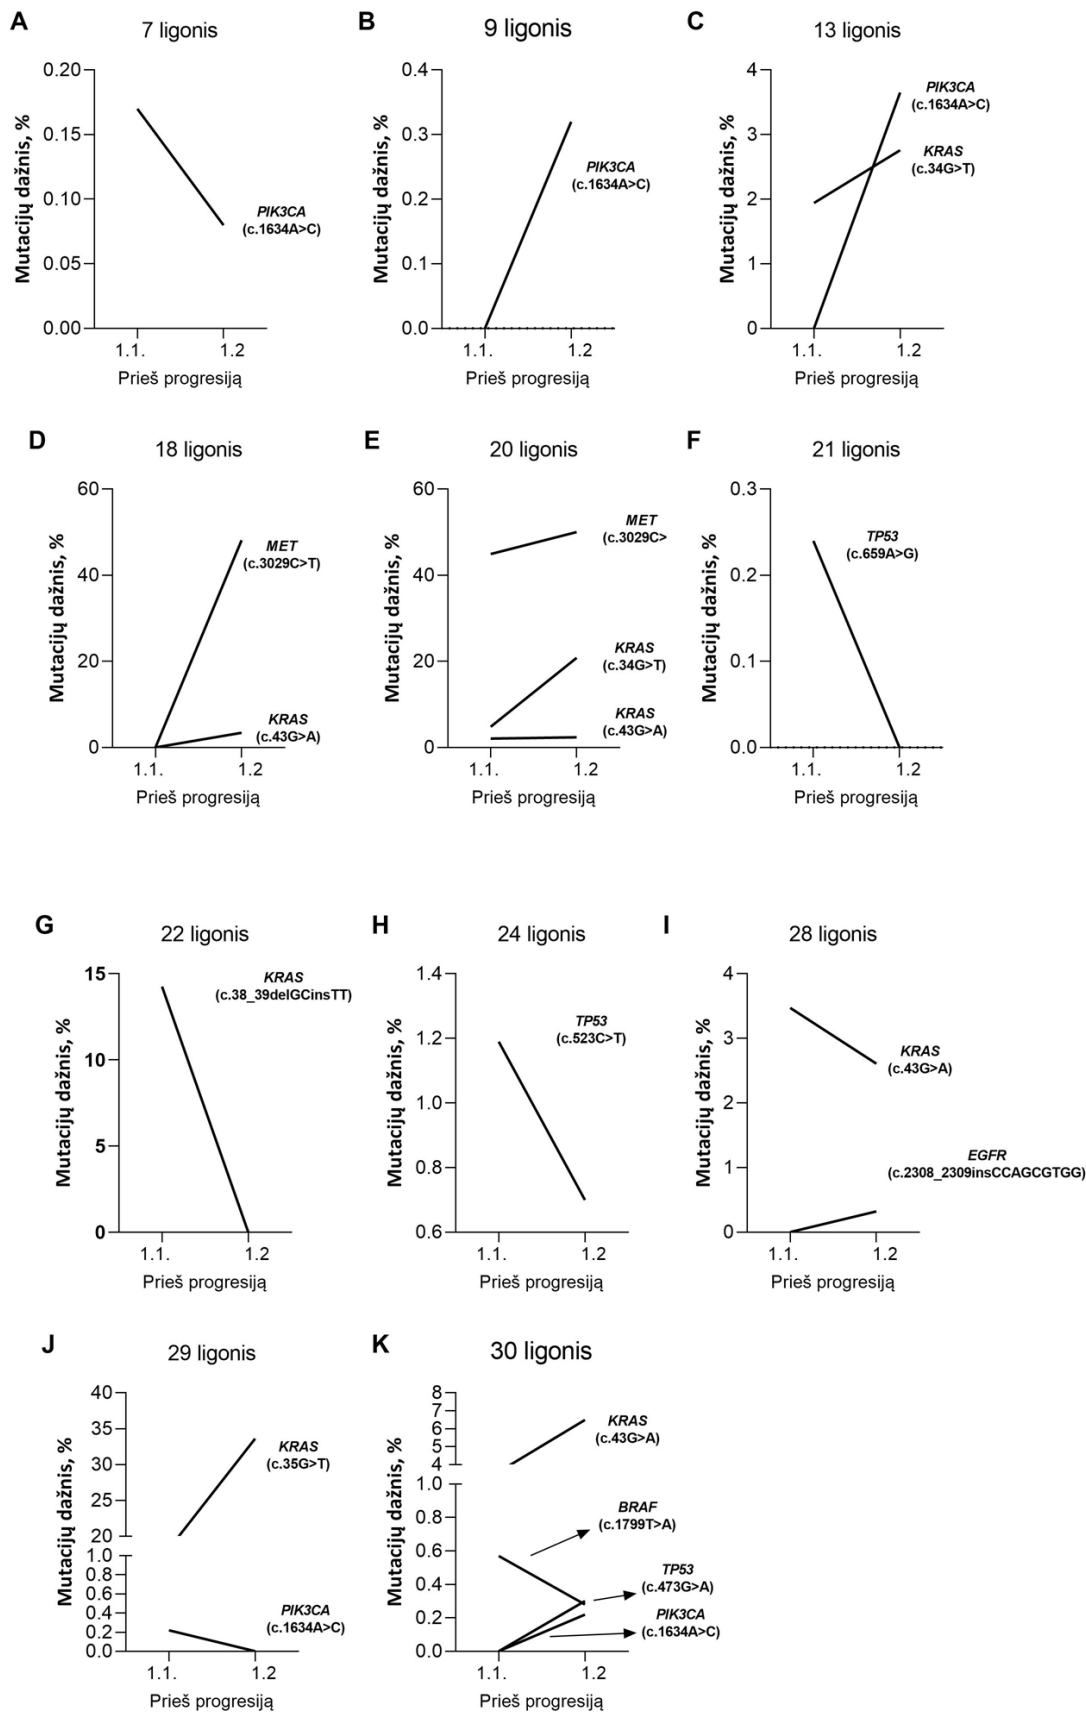 A
7 ligonis
Mutacijų dažnis, %
0.20
0.15
0.10
0.05
0.00
PIK3CA
(c.1634A>C)
1.1.
1.2
Prieš progresiją
B
9 ligonis
Mutacijų dažnis, %
0.4
0.3
0.2
0.1
0.0
PIK3CA
(c.1634A>C)
1.1.
1.2
Prieš progresiją
C
13 ligonis
Mutacijų dažnis, %
4
3
2
1
0
PIK3CA
(c.1634A>C)
KRAS
(c.34G>T)
1.1.
1.2
Prieš progresiją
D
18 ligonis
Mutacijų dažnis, %
60
40
20
0
MET
(c.3029C>T)
KRAS
(c.43G>A)
1.1.
1.2
Prieš progresiją
E
20 ligonis
Mutacijų dažnis, %
60
40
20
0
MET
(c.3029C>
KRAS
(c.34G>T)
KRAS
(c.43G>A)
1.1.
1.2
Prieš progresiją
F
21 ligonis
Mutacijų dažnis, %
0.3
0.2
0.1
0.0
TP53
(c.659A>G)
1.1.
1.2
Prieš progresiją
G
22 ligonis
Mutacijų dažnis, %
15
10
5
0
KRAS
(c.38_39delGCinsTT)
1.1.
1.2
Prieš progresiją
H
24 ligonis
Mutacijų dažnis, %
1.4
1.2
1.0
0.8
0.6
TP53
(c.523C>T)
1.1.
1.2
Prieš progresiją
I
28 ligonis
Mutacijų dažnis, %
4
3
2
1
0
KRAS
(c.43G>A)
EGFR
(c.2308_2309insCCAGCGTGG)
1.1.
1.2
Prieš progresiją
J
29 ligonis
Mutacijų dažnis, %
40
35
30
25
20
1.0
0.8
0.6
0.4
0.2
0.0
KRAS
(c.35G>T)
PIK3CA
(c.1634A>C)
1.1.
1.2
Prieš progresiją
K
30 ligonis
Mutacijų dažnis, %
8
7
6
5
4
1.0
0.8
0.6
0.4
0.2
0.0
KRAS
(c.43G>A)
BRAF
(c.1799T>A)
TP53
(c.473G>A)
PIK3CA
(c.1634A>C)
1.1.
1.2
Prieš progresiją